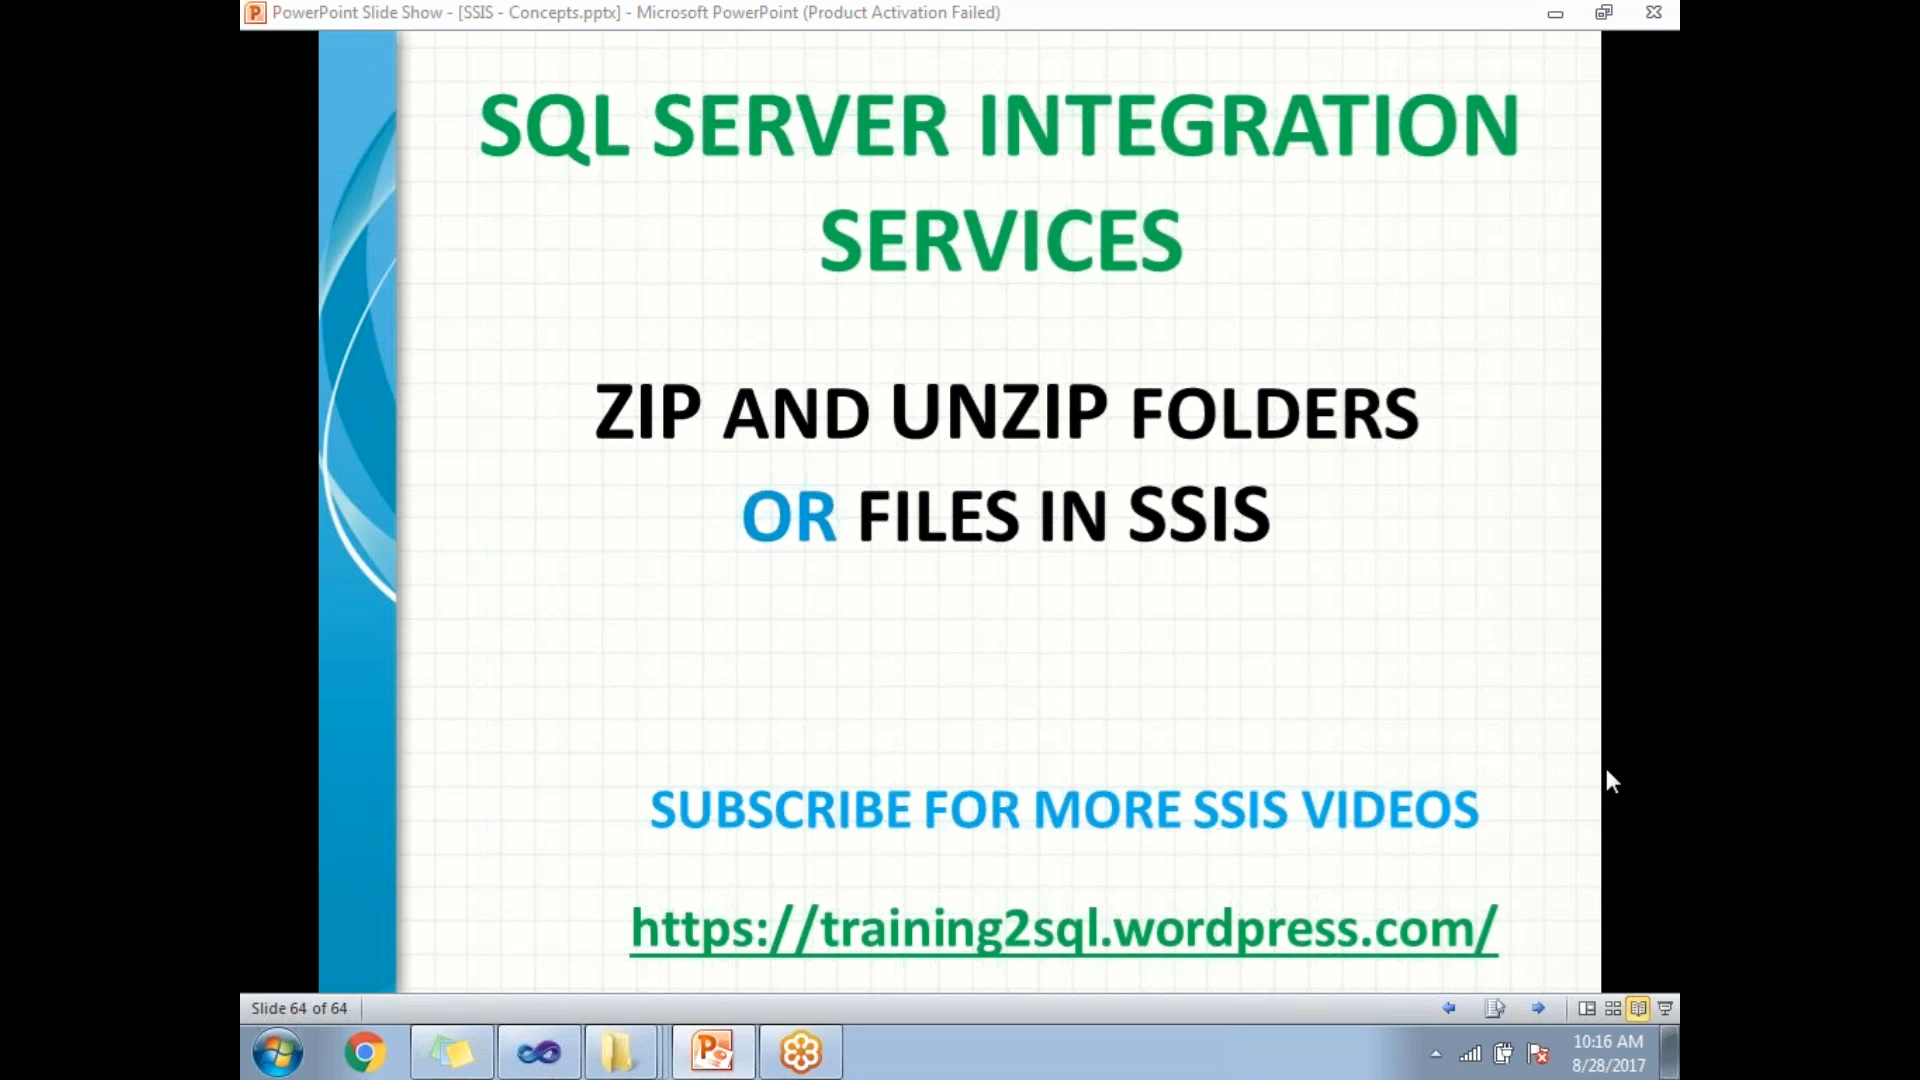 PowerPoint Slide Show - [SSIS - Concepts.pptx] - Microsoft PowerPoint (Product Activation Failed)
SQL SERVER INTEGRATION
SERVICES
ZIP AND UNZIP FOLDERS
OR FILES IN SSIS
SUBSCRIBE FOR MORE SSIS VIDEOS
https://training2sql.wordpress.com/
Slide 64 of 64
10:16 AM
8/28/2017